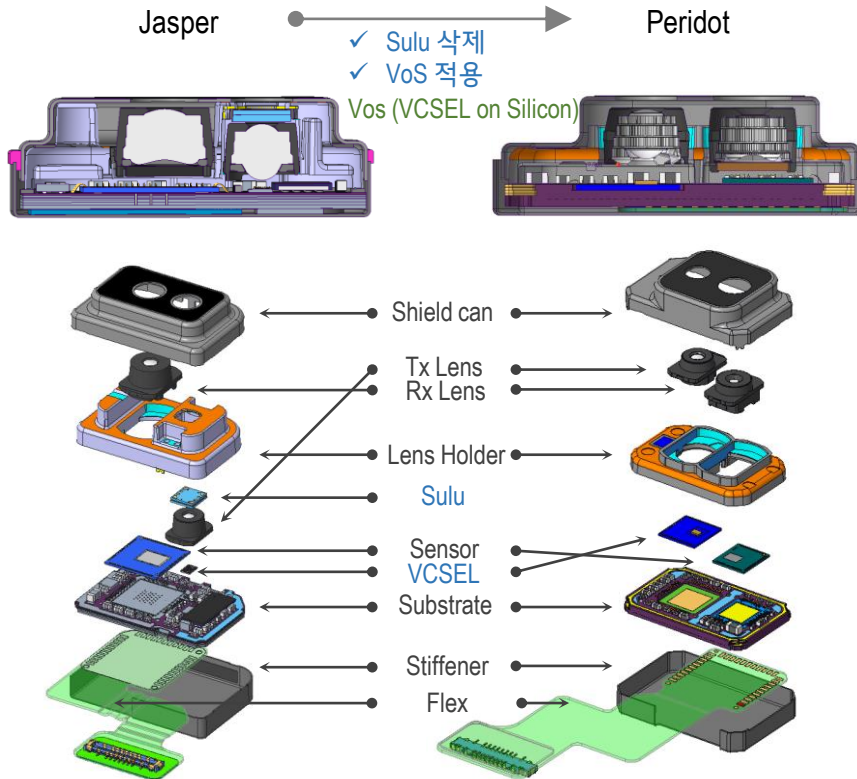 Jasper
Peridot
✓ Sulu 삭제
✓ VoS 적용
Vos (VCSEL on Silicon)
Shield can
Tx Lens
Rx Lens
Lens Holder
Sulu
Sensor
VCSEL
Substrate
Stiffener
Flex